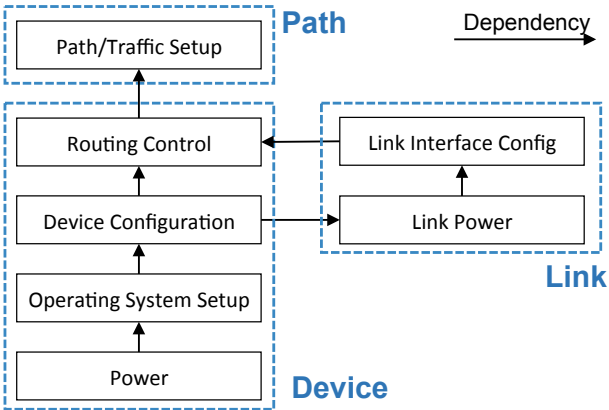 Path
Dependency
Path/Traffic Setup
Routing Control
Link Interface Config
Device Configuration
Link Power
Link
Operating System Setup
Power
Device